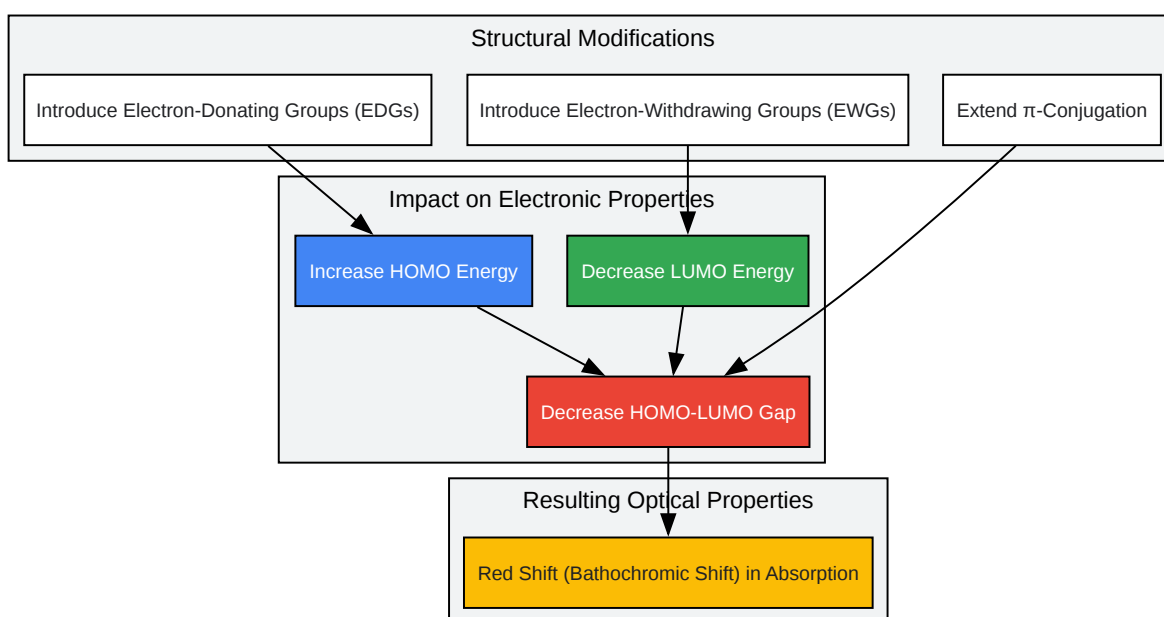 Structural Modifications
Introduce Electron-Donating Groups (EDGs)
Introduce Electron-Withdrawing Groups (EWGs)
Extend π-Conjugation
Impact on Electronic Properties
Increase HOMO Energy
Decrease LUMO Energy
Decrease HOMO-LUMO Gap
Resulting Optical Properties
Red Shift (Bathochromic Shift) in Absorption